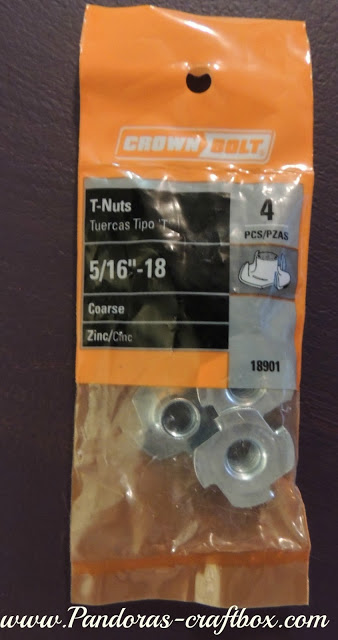 CROWN BOLT
T-Nuts
Tuercas Tipo 'T'
4
PCS/PZAS
5/16"-18
Coarse
Zinc/Cinc
18901
www.Pandoras-craftbox.com